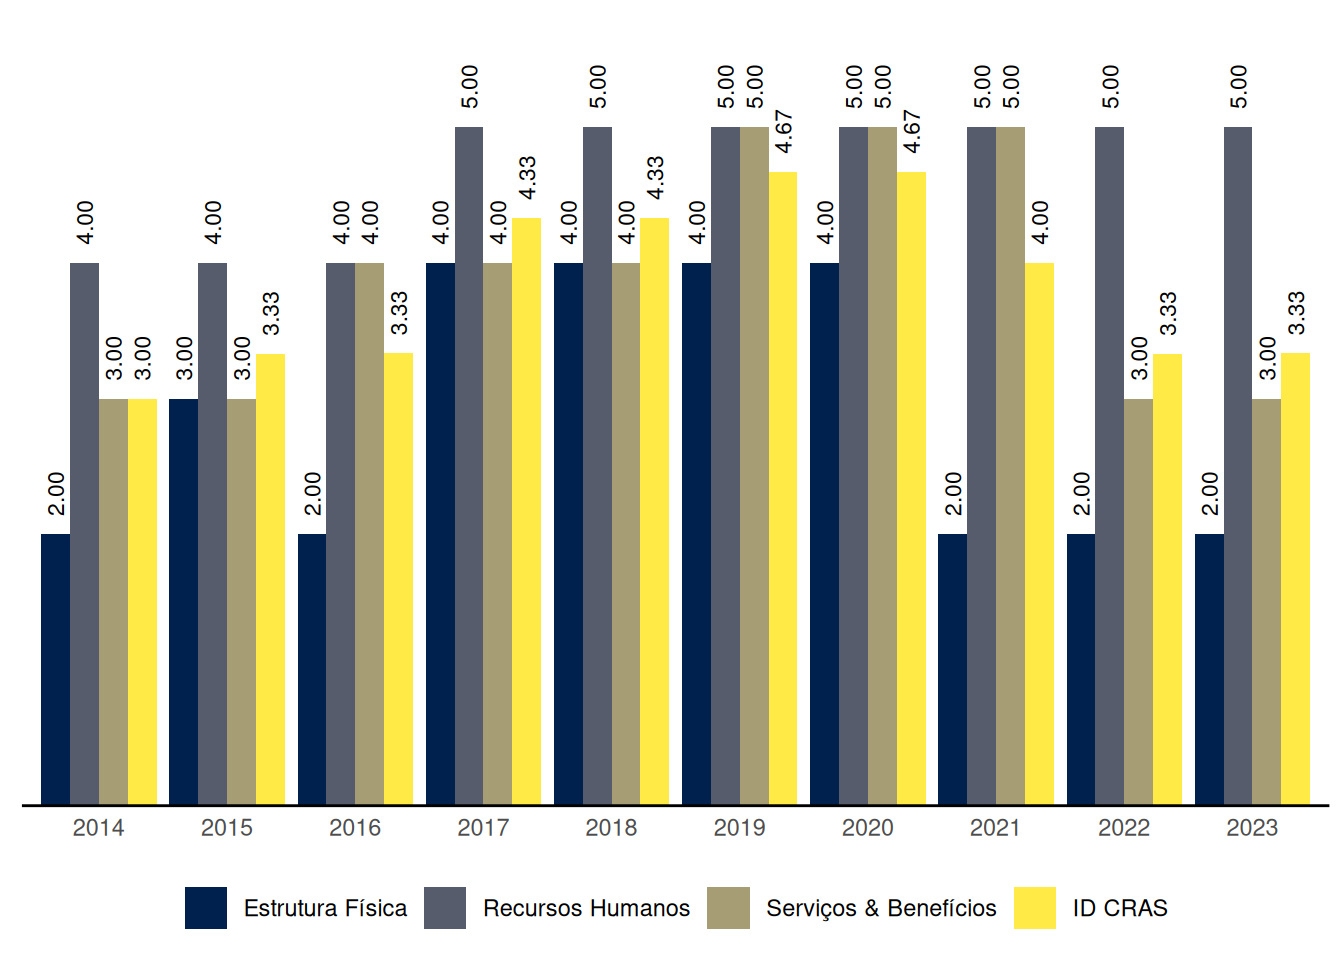 2.00 4.00 3.00 3.00 3.00 4.00 3.00 3.33 2.00 4.00 4.00 3.33 4.00 5.00 4.00 4.33 4.00 5.00 4.00 4.33 4.00 5.00 5.00 4.67 4.00 5.00 5.00 4.67 2.00 5.00 5.00 4.00 2.00 5.00 3.00 3.33 2.00 5.00 3.00 3.33
2014 2015 2016 2017 2018 2019 2020 2021 2022 2023
Estrutura Física Recursos Humanos Serviços & Benefícios ID CRAS